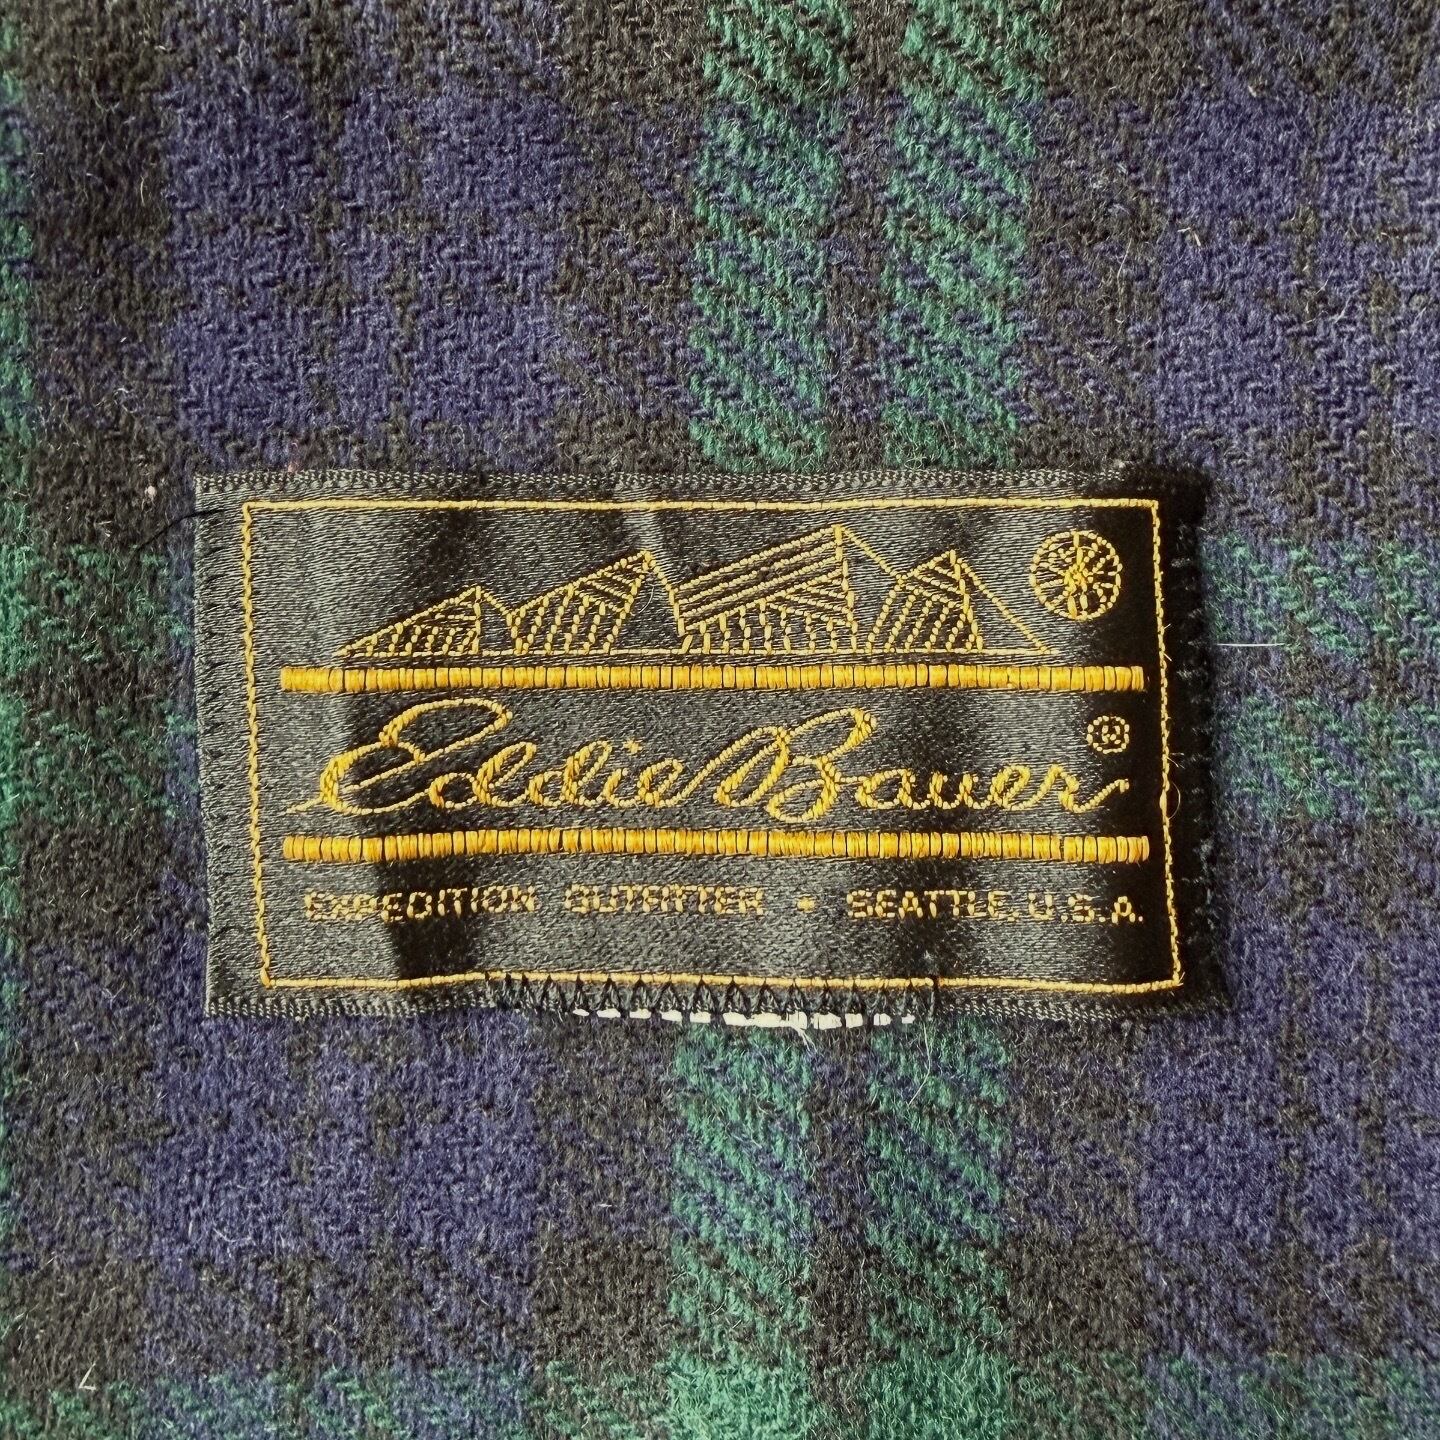 Eddie Bauer ®
EXPEDITION OUTFITTER • SEATTLE, U.S.A.